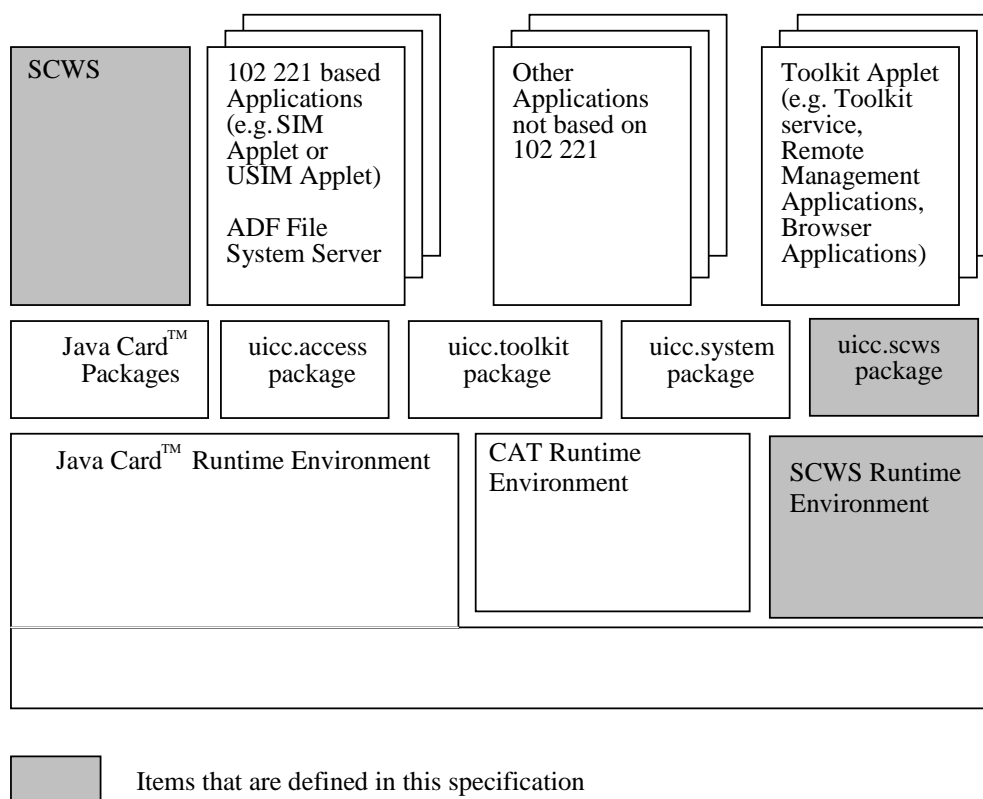 SCWS
102 221 based
Applications
(e.g. SIM
Applet or
USIM Applet)
ADF File
System Server
Other
Applications
not based on
102 221
Toolkit Applet
(e.g. Toolkit
service,
Remote
Management
Applications,
Browser
Applications)
Java Card™
Packages
uicc.access
package
uicc.toolkit
package
uicc.system
package
uicc.scws
package
Java Card™ Runtime Environment
CAT Runtime
Environment
SCWS Runtime
Environment
Items that are defined in this specification